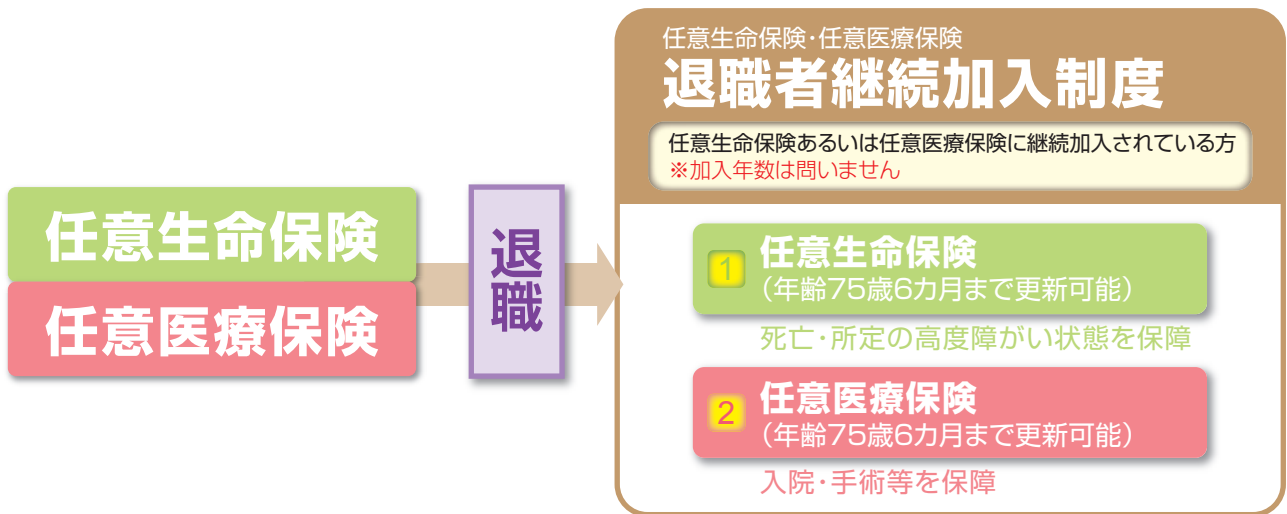 任意生命保険
任意医療保険
退職
任意生命保険・任意医療保険
退職者継続加入制度
任意生命保険あるいは任意医療保険に継続加入されている方
※加入年数は問いません
1 任意生命保険
（年齢75歳6カ月まで更新可能）
死亡・所定の高度障がい状態を保障
2 任意医療保険
（年齢75歳6カ月まで更新可能）
入院・手術等を保障